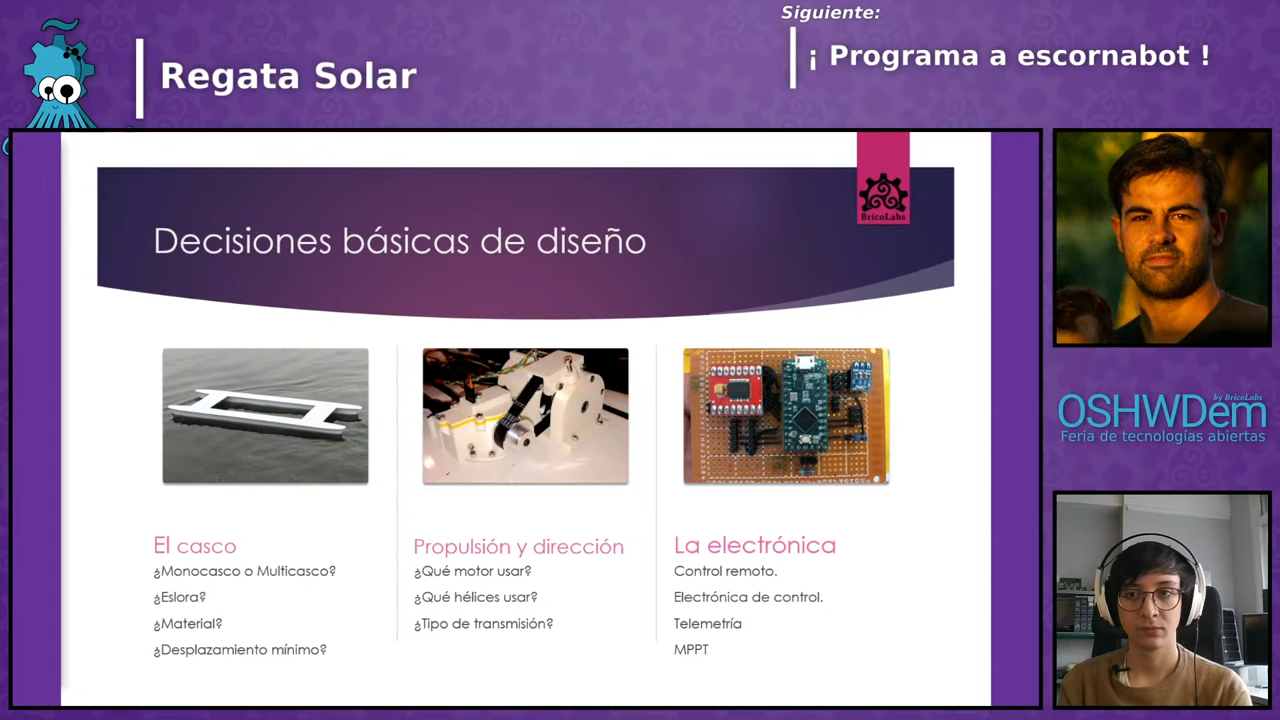 Siguiente:
Regata Solar
¡ Programa a escornabot !
BricoLabs
Decisiones básicas de diseño
El casco
¿Monocasco o Multicasco?
¿Eslora?
¿Material?
¿Desplazamiento mínimo?
Propulsión y dirección
¿Qué motor usar?
¿Qué hélices usar?
¿Tipo de transmisión?
La electrónica
Control remoto.
Electrónica de control.
Telemetría
MPPT
by BricoLabs
OSHWDem
Feria de tecnologías abiertas